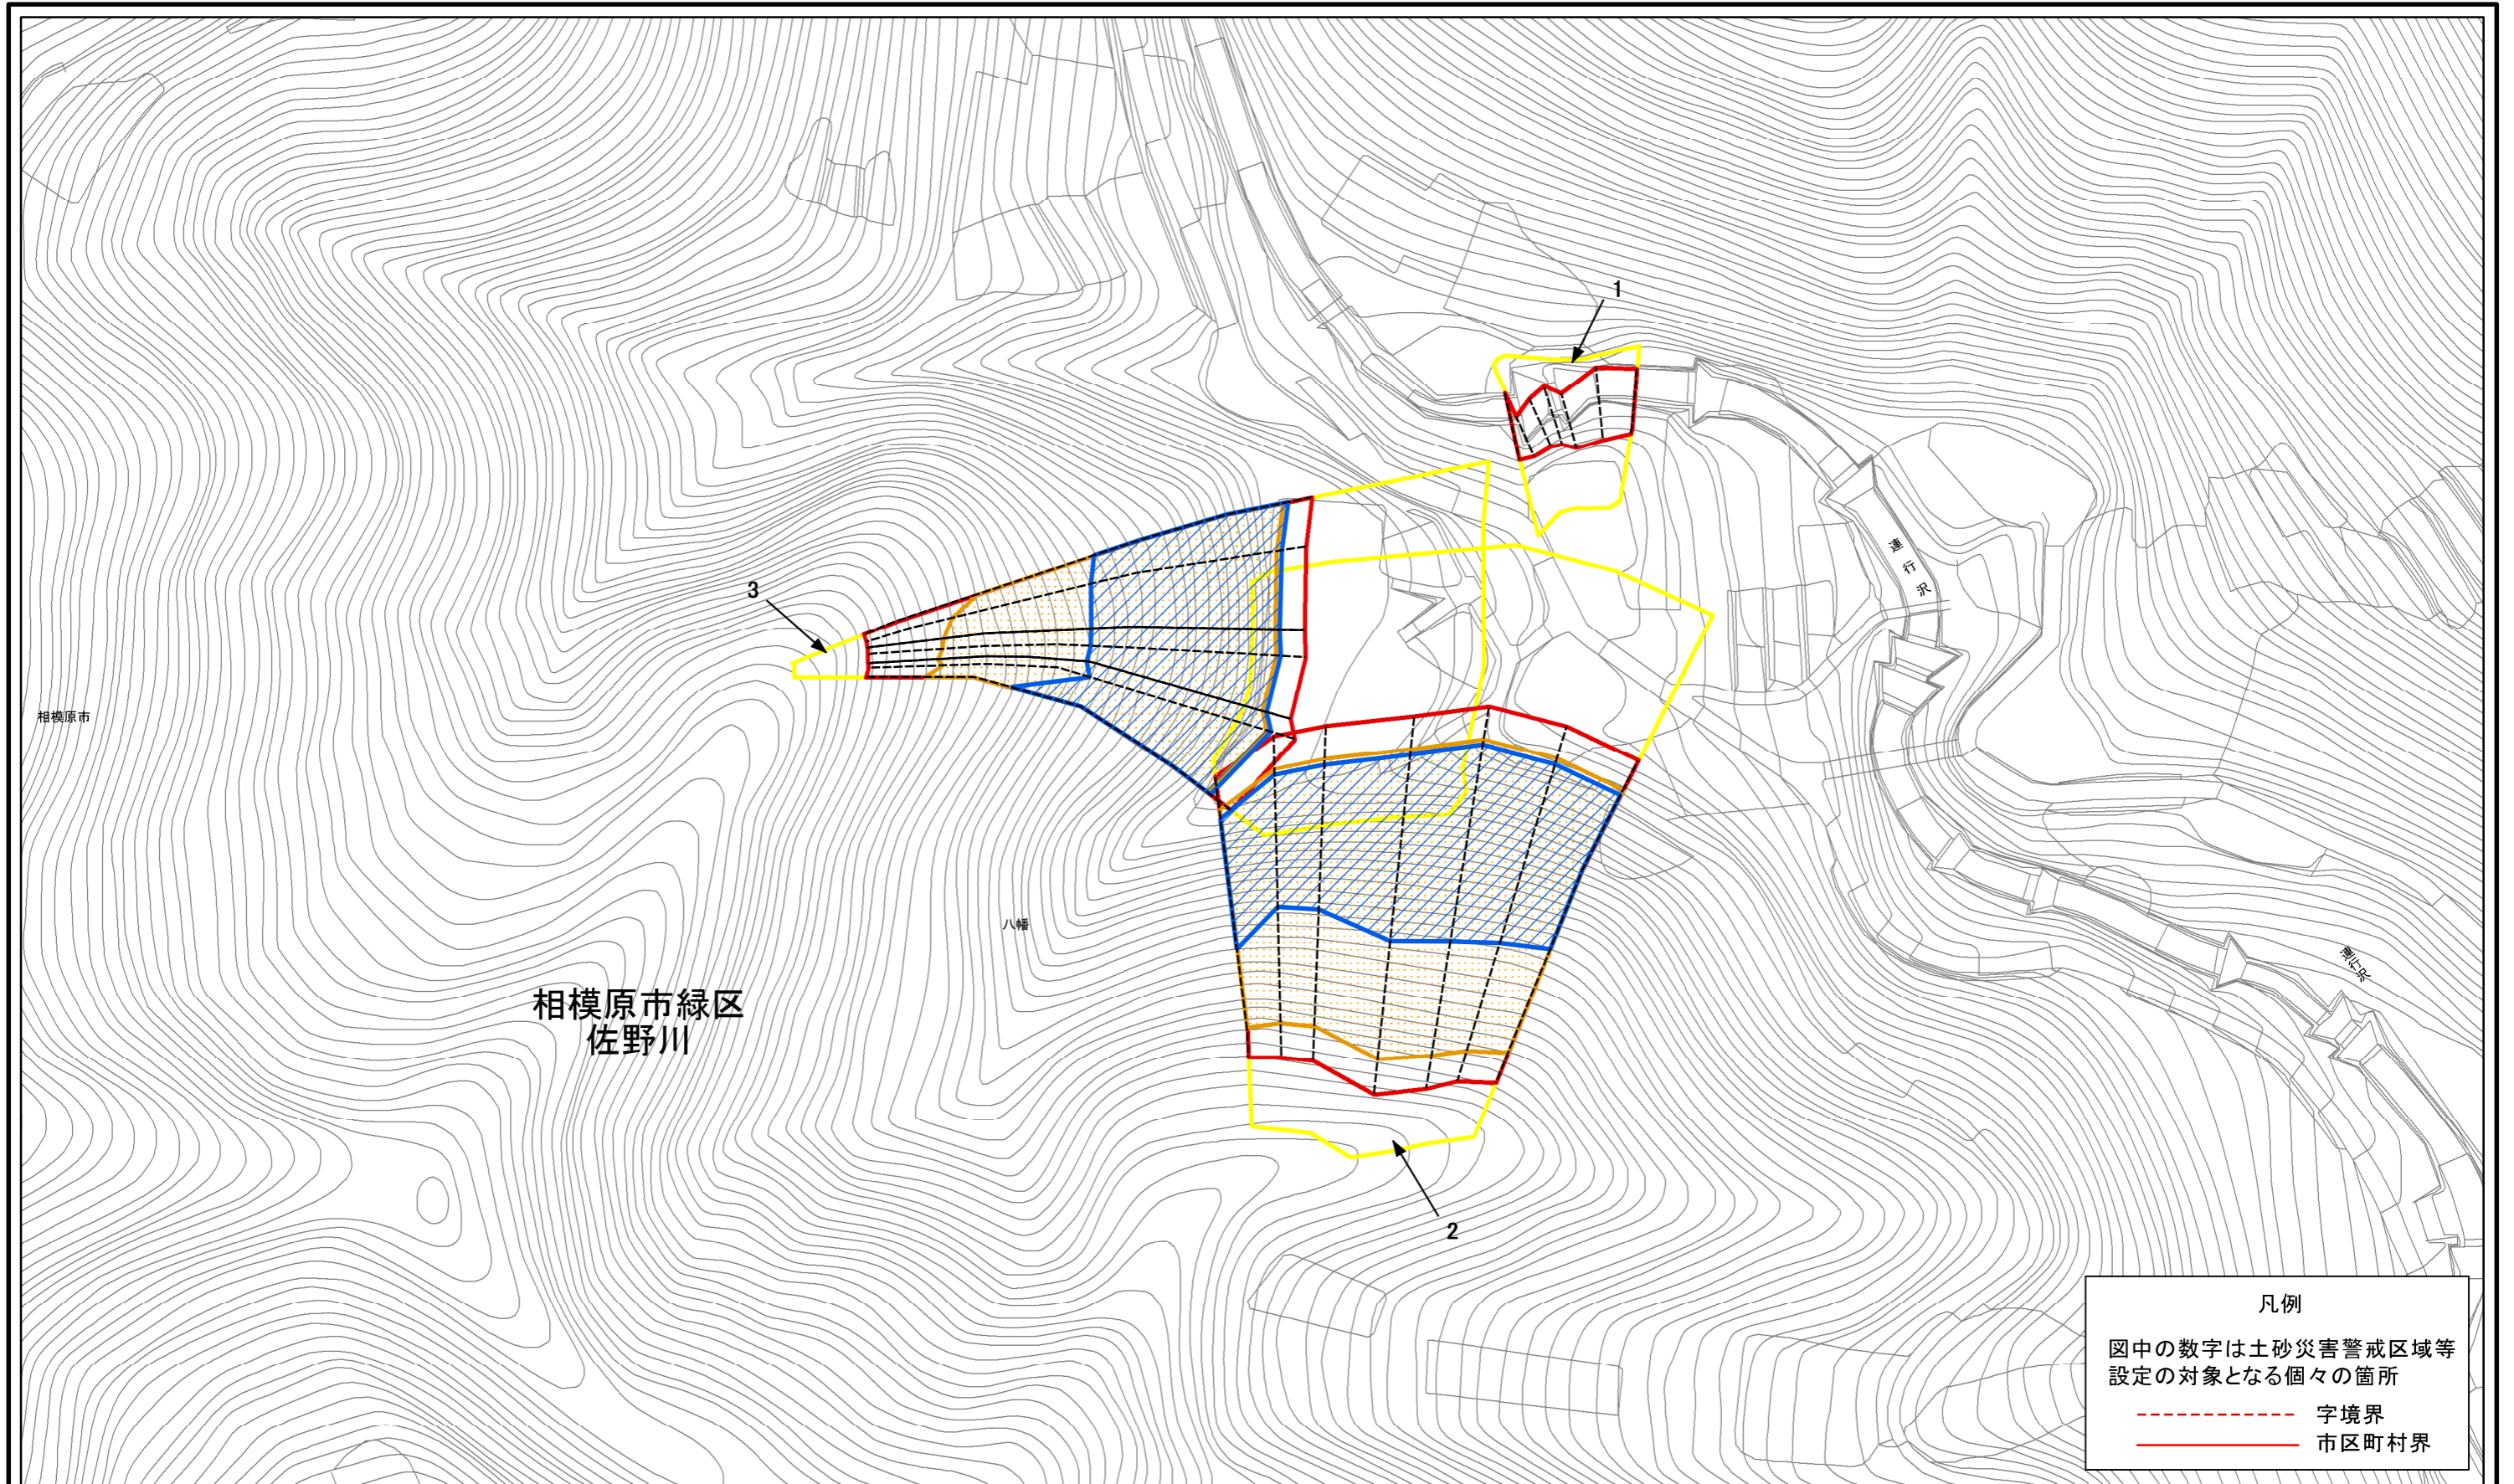 1
連行沢
3
相模原市
八幡
連行沢
相模原市緑区
佐野川
2
凡例
図中の数字は土砂災害警戒区域等
設定の対象となる個々の箇所
字境界
市区町村界